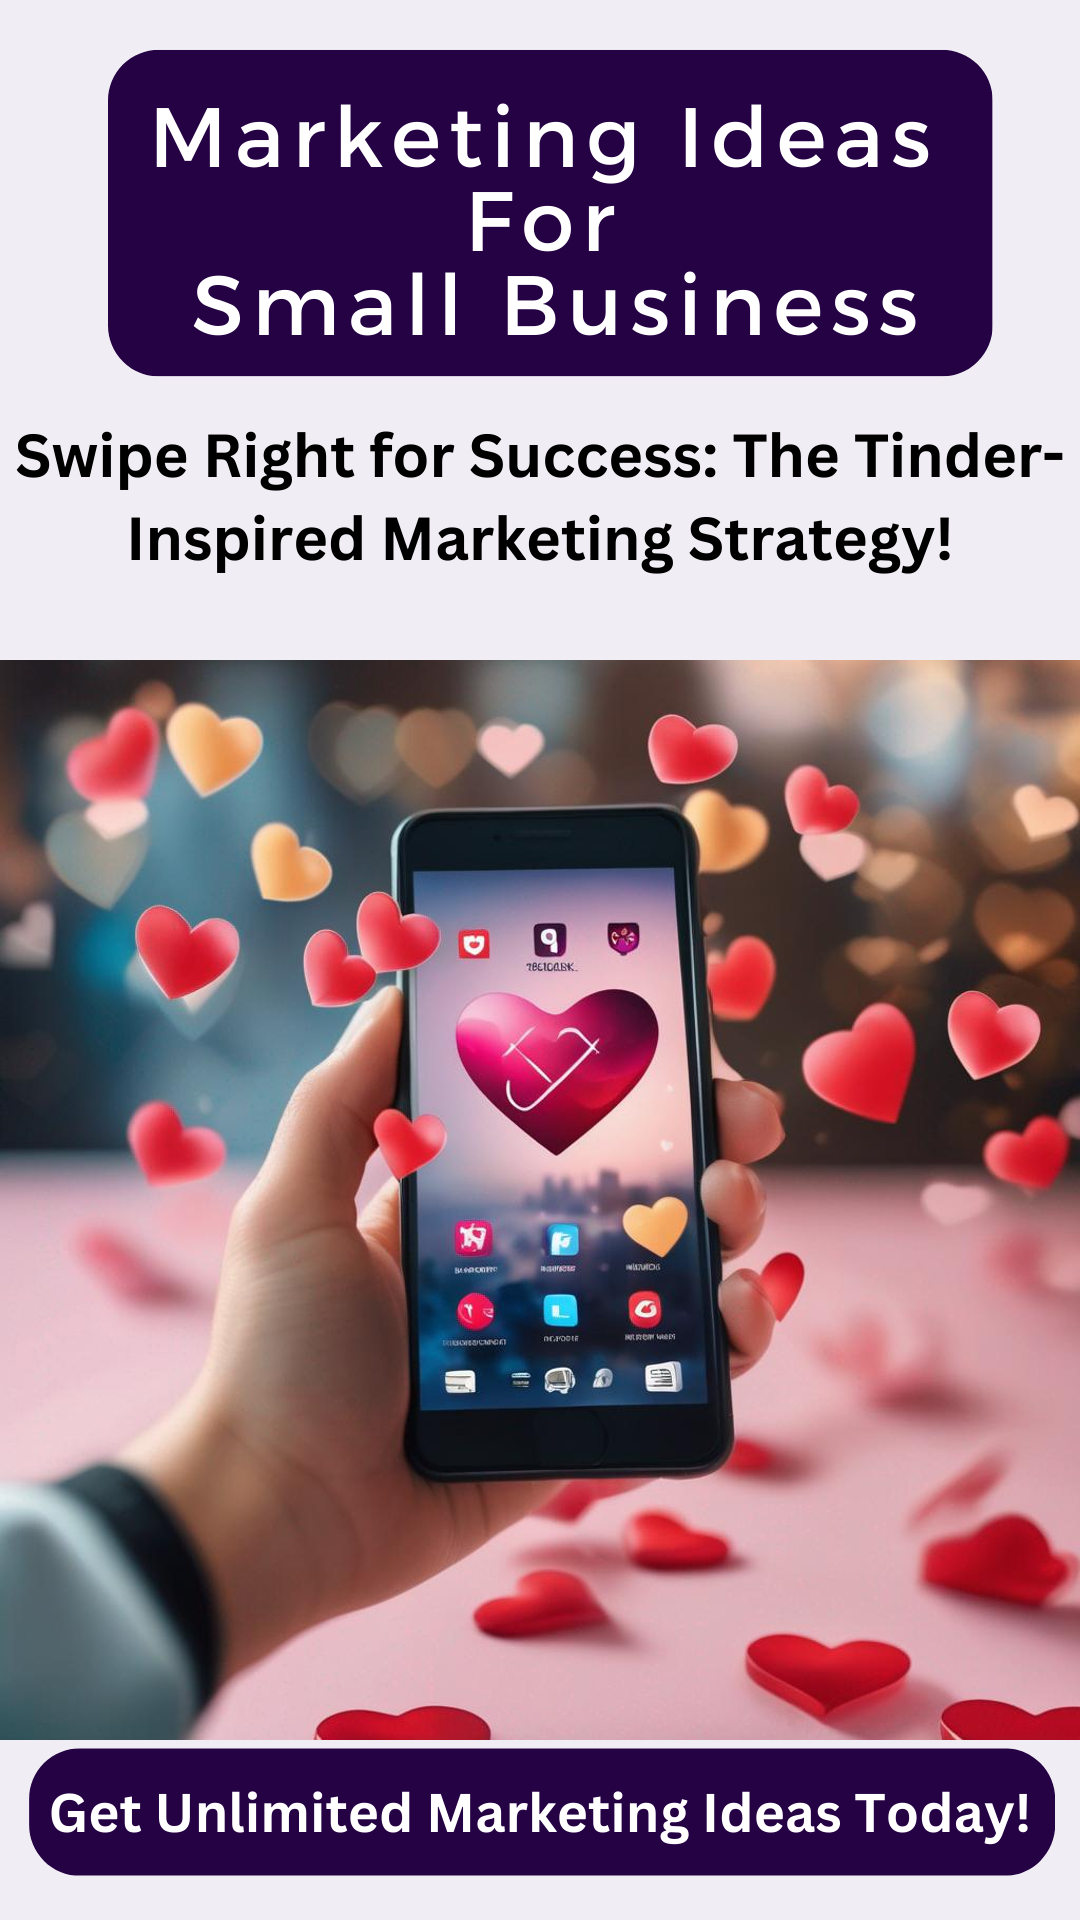 Marketing Ideas
For
Small Business
Swipe Right for Success: The Tinder-
Inspired Marketing Strategy!
Get Unlimited Marketing Ideas Today!